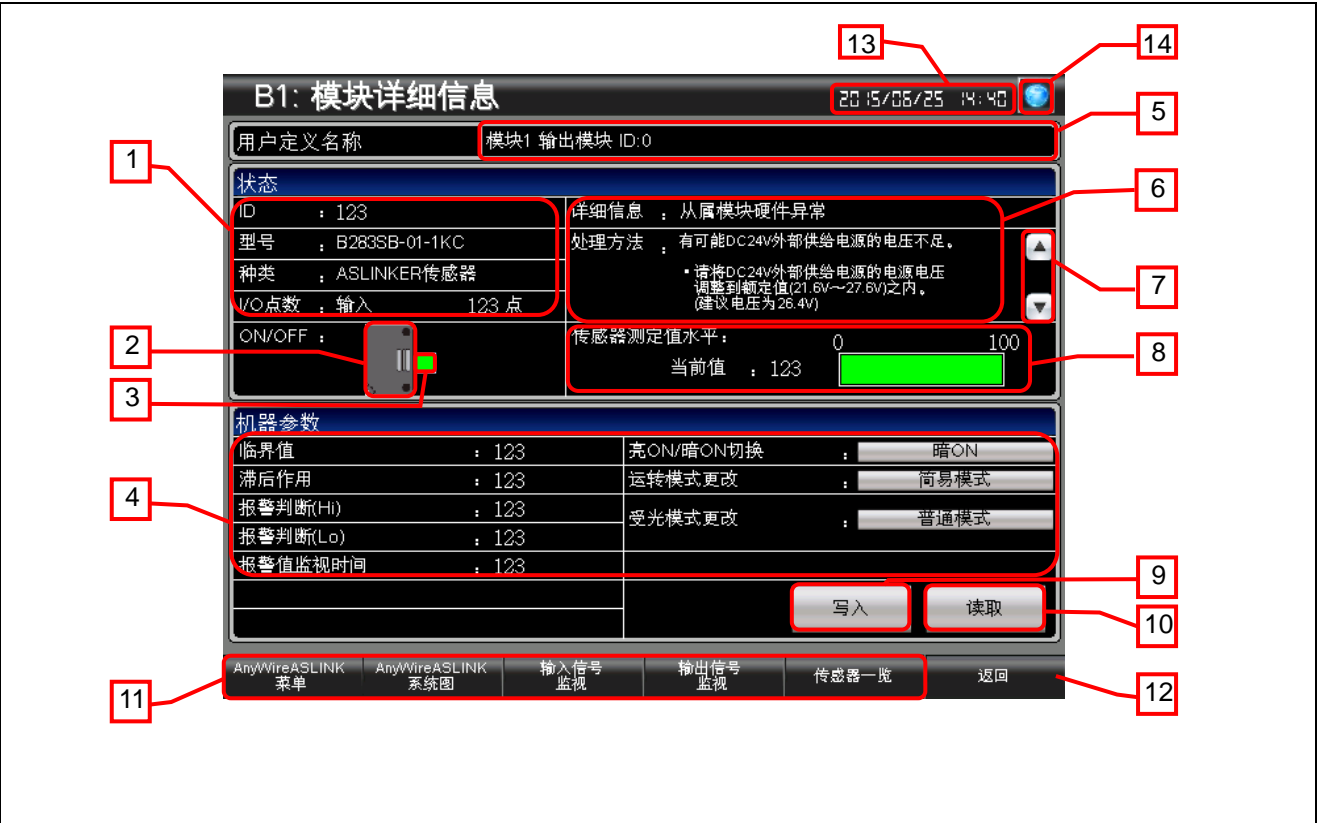 13
14
B1: 模块详细信息
2015/06/25 14:40
5
用户定义名称
模块1 输出模块 ID:0
1
状态
6
ID : 123
详细信息 : 从属模块硬件异常
型号 : B283SB-01-1KC
处理方法 : 有可能DC24V外部供给电源的电压不足。
种类 : ASLINKER传感器
・请将DC24V外部供给电源的电源电压
调整到额定值(21.6V～27.6V)之内。
(建议电压为26.4V)
7
I/O点数 : 输入 123 点
ON/OFF :
传感器测定值水平:
0 100
2
8
当前值 : 123
3
机器参数
临界值 : 123
亮ON/暗ON切换 : 暗ON
滞后作用 : 123
运转模式更改 : 简易模式
4
报警判断(Hi) : 123
受光模式更改 : 普通模式
报警判断(Lo) : 123
报警值监视时间 : 123
9
写入
读取
10
AnyWireASLINK
菜单
AnyWireASLINK
系统图
输入信号
监视
输出信号
监视
传感器一览
返回
11
12